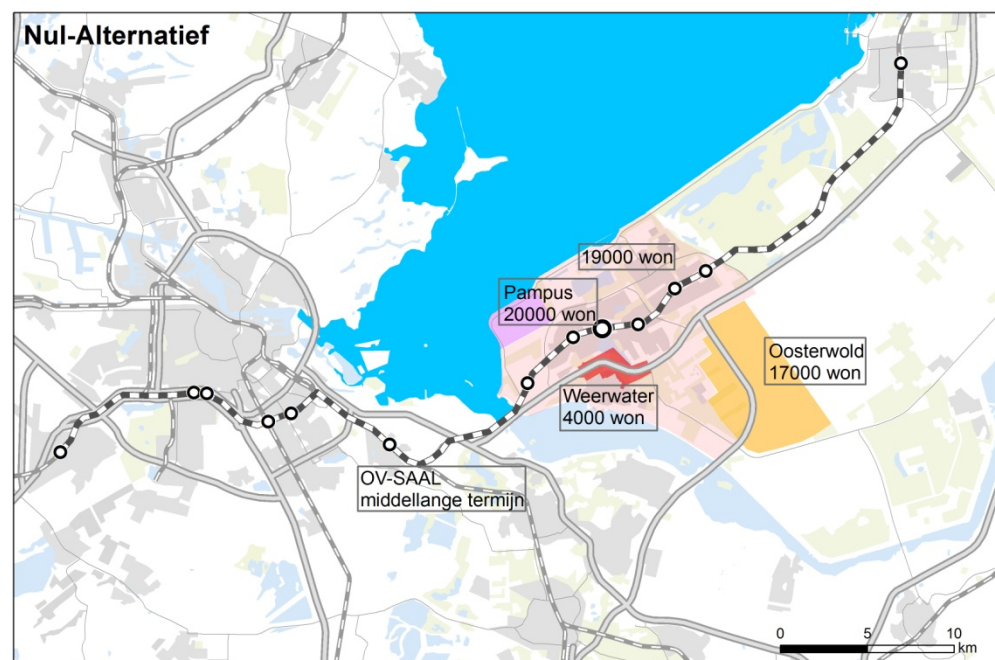 Nul-Alternatief
19000 won
Pampus
20000 won
Oosterwold
17000 won
Weerwater
4000 won
OV-SAAL
middellange termijn
0 5 10
km